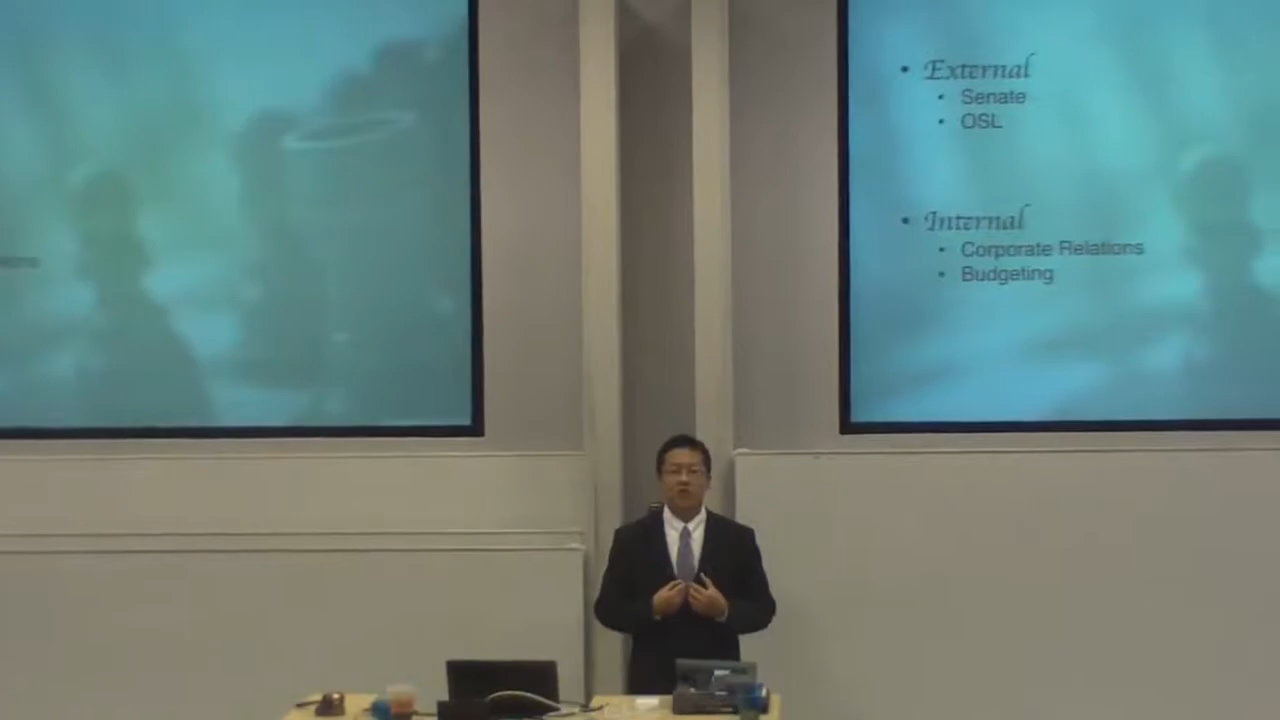 • External
• Senate
• OSL
• Internal
• Corporate Relations
• Budgeting